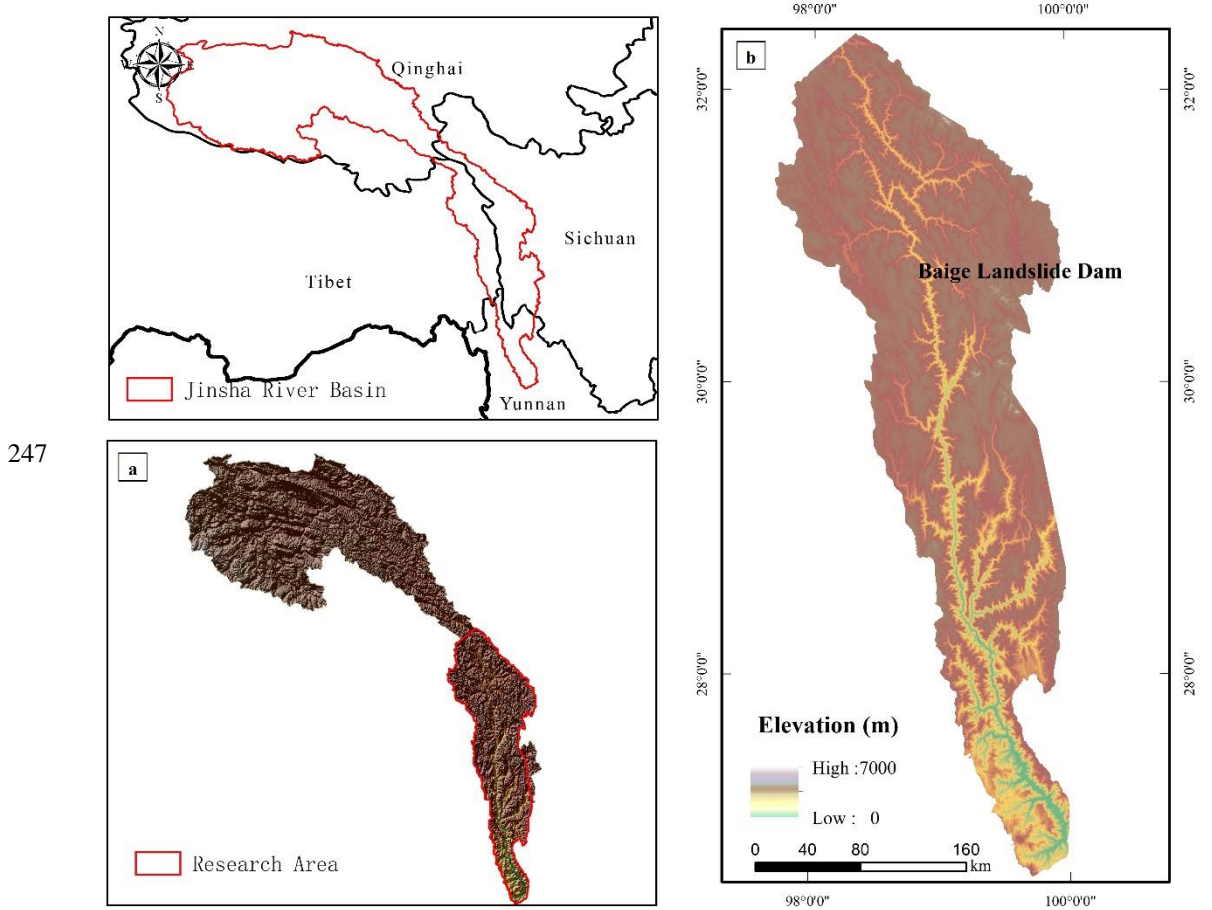 N
W
E
S
Qinghai
Sichuan
Tibet
Yunnan
Jinsha River Basin
247
a
Research Area
98°0'0"
100°0'0"
b
32°0'0"
32°0'0"
Baige Landslide Dam
30°0'0"
30°0'0"
28°0'0"
28°0'0"
Elevation (m)
High :7000
Low : 0
0 40 80 160
km
98°0'0"
100°0'0"